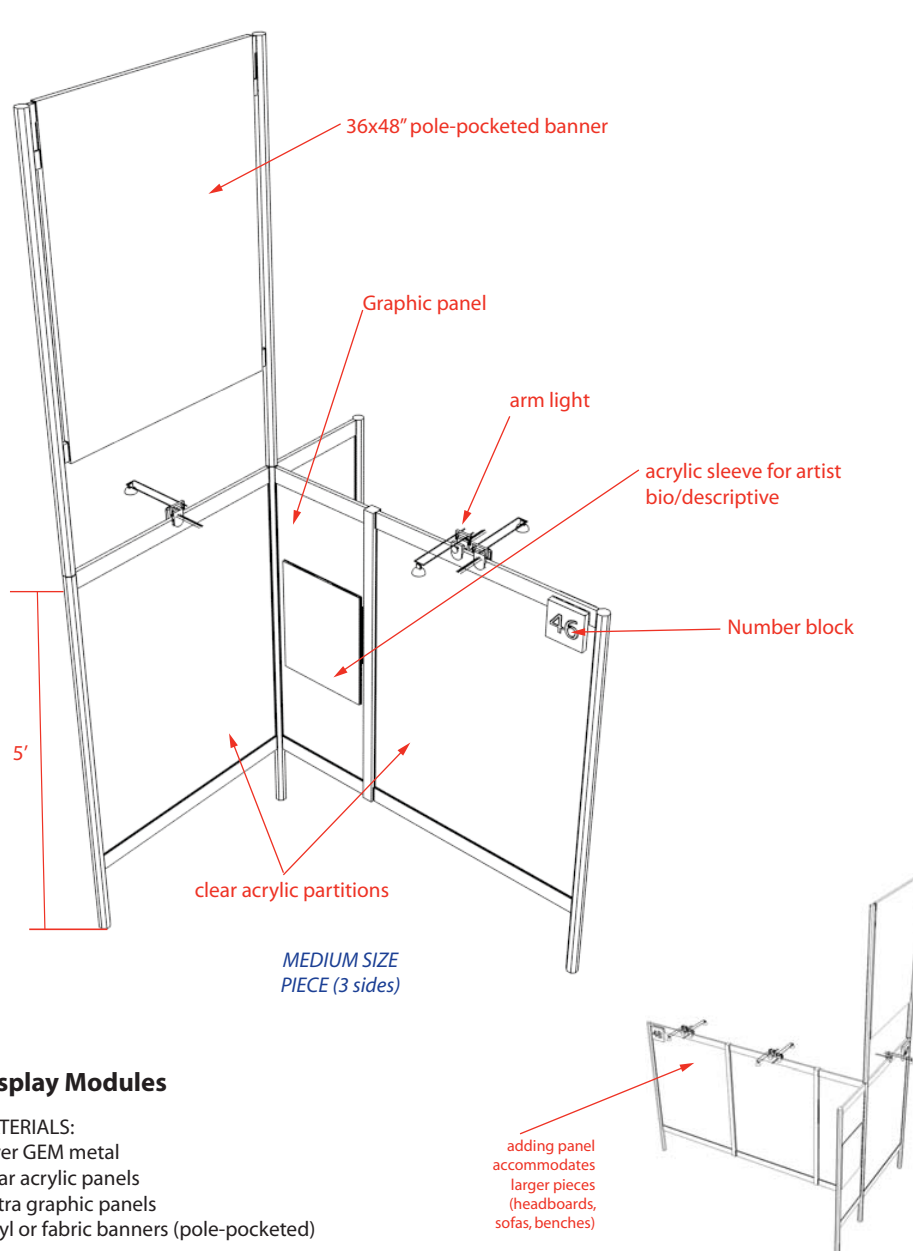 36x48” pole-pocketed banner
Graphic panel
arm light
acrylic sleeve for artist
bio/descriptive
46
Number block
5’
clear acrylic partitions
MEDIUM SIZE
PIECE (3 sides)
splay Modules
TERIALS:
er GEM metal
ar acrylic panels
tra graphic panels
yl or fabric banners (pole-pocketed)
adding panel
accommodates
larger pieces
(headboards,
sofas, benches)